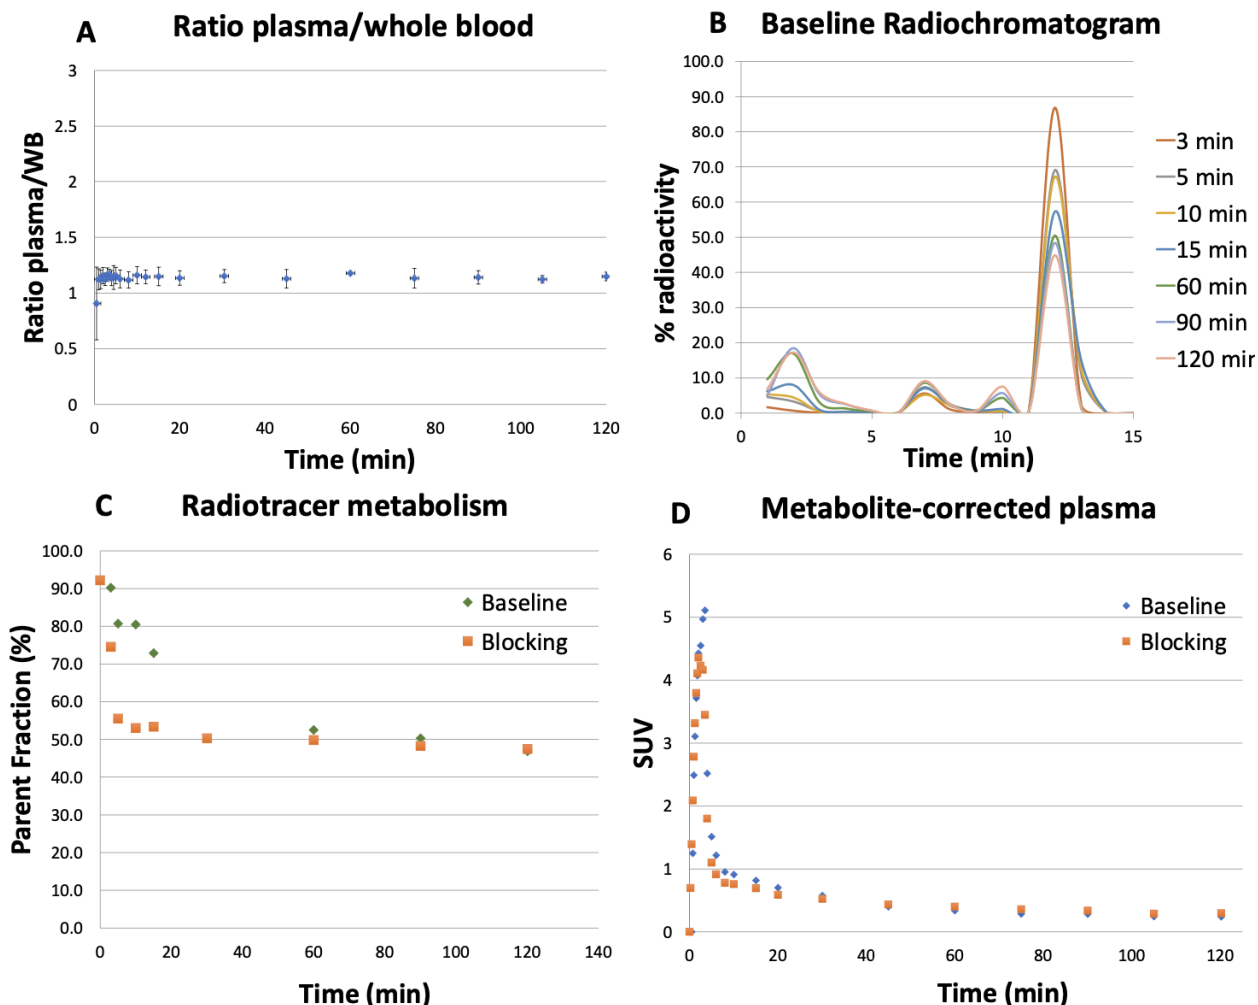 A Ratio plasma/whole blood
3
2.5
2
1.5
1
0.5
0
Ratio plasma/WB
0 20 40 60 80 100 120
Time (min)
B Baseline Radiochromatogram
100.0
90.0
80.0
70.0
60.0
50.0
40.0
30.0
20.0
10.0
0.0
% radioactivity
0 5 10 15
Time (min)
3 min
5 min
10 min
15 min
60 min
90 min
120 min
C Radiotracer metabolism
100.0
90.0
80.0
70.0
60.0
50.0
40.0
30.0
20.0
10.0
0.0
Parent Fraction (%)
Baseline
Blocking
0 20 40 60 80 100 120 140
Time (min)
D Metabolite-corrected plasma
6
5
4
3
2
1
0
SUV
Baseline
Blocking
0 20 40 60 80 100 120
Time (min)